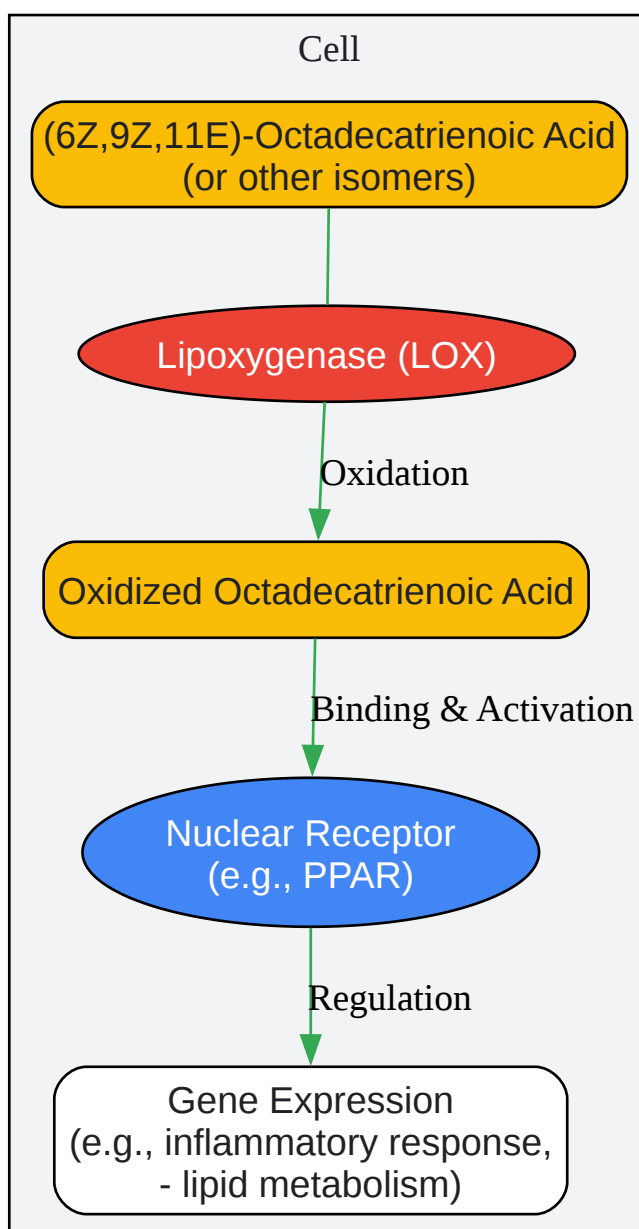 Cell
(6Z,9Z,11E)-Octadecatrienoic Acid
(or other isomers)
Lipoxygenase (LOX)
Oxidation
Oxidized Octadecatrienoic Acid
Binding & Activation
Nuclear Receptor
(e.g., PPAR)
Regulation
Gene Expression
(e.g., inflammatory response,
- lipid metabolism)